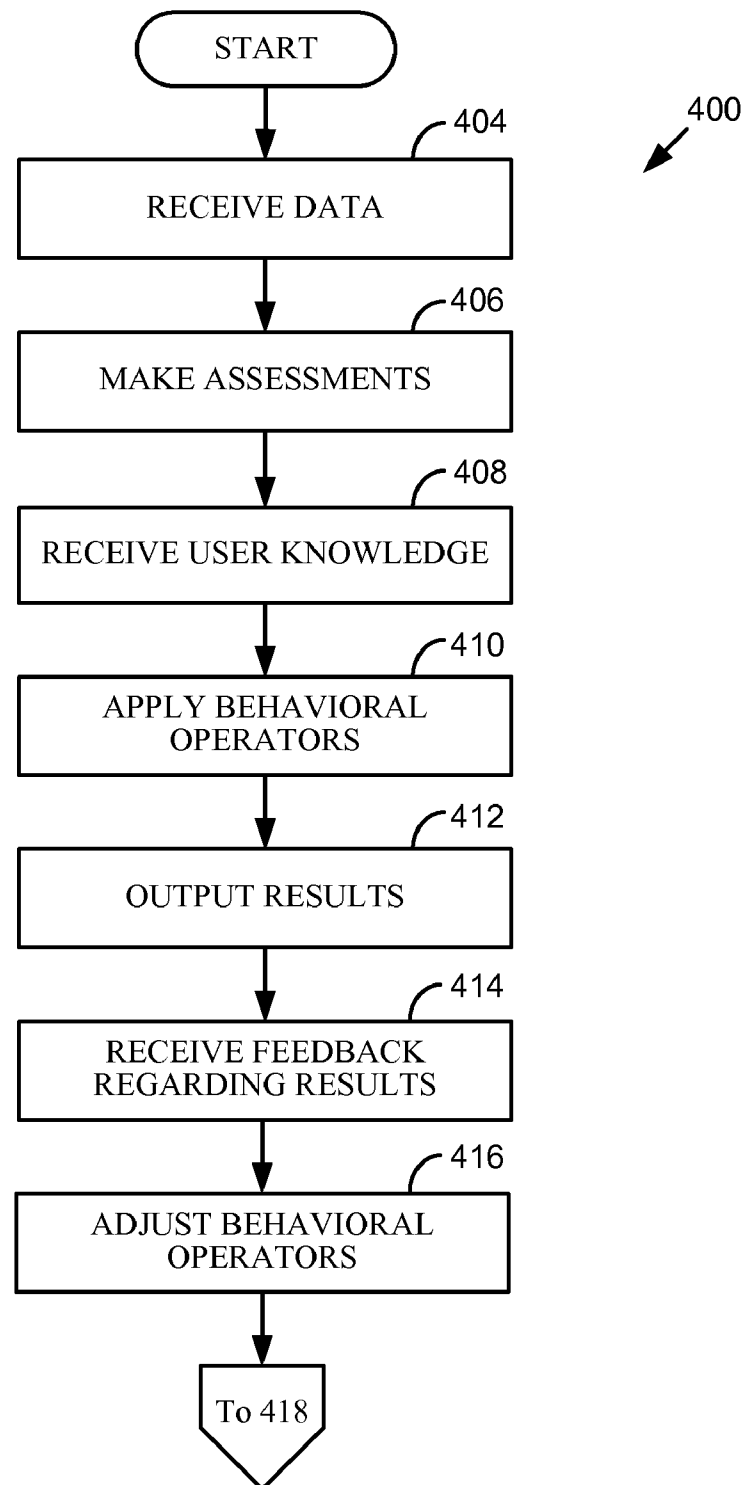 START
400
404
RECEIVE DATA
406
MAKE ASSESSMENTS
408
RECEIVE USER KNOWLEDGE
410
APPLY BEHAVIORAL
OPERATORS
412
OUTPUT RESULTS
414
RECEIVE FEEDBACK
REGARDING RESULTS
416
ADJUST BEHAVIORAL
OPERATORS
To 418